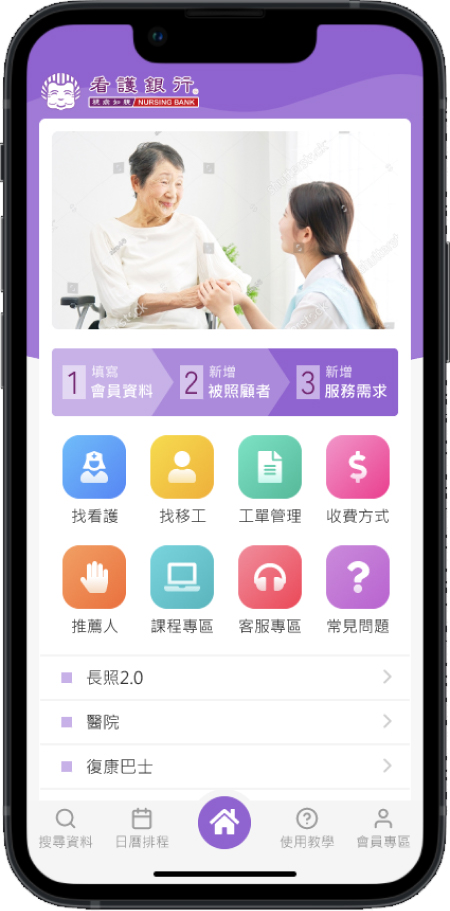 看護銀行
視病如親 NURSING BANK
1 填寫 會員資料
2 新增 被照顧者
3 新增 服務需求
找看護 找移工 工單管理 收費方式
推薦人 課程專區 客服專區 常見問題
長照2.0
醫院
復康巴士
搜尋資料 日曆排程 使用教學 會員專區